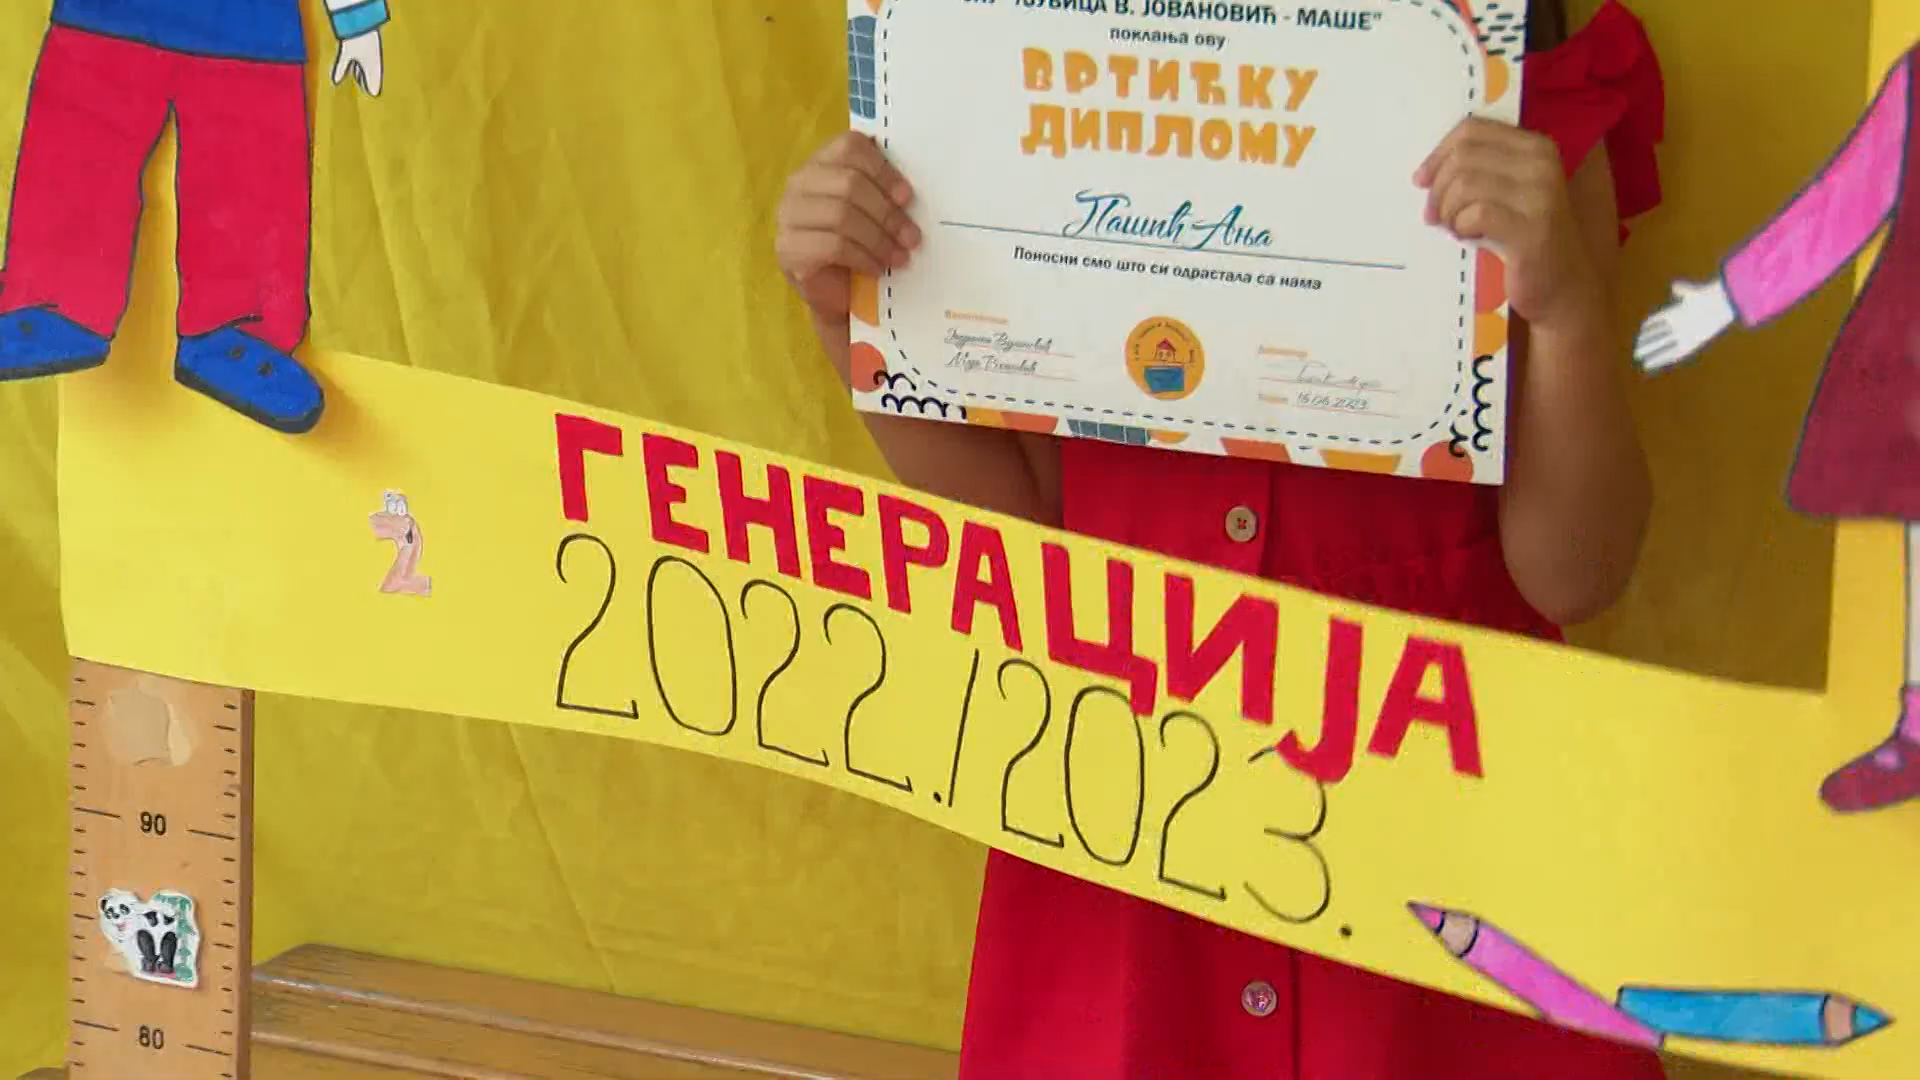 "ЉУБИЦА В. ЈОВАНОВИЋ - МАШЕ"
поклања ову
ВРТИЋКУ
ДИПЛОМУ
Пашић Ања
Поносни смо што си одрастала са нама
16.06.2023.
ГЕНЕРАЦИЈА
2022./2023.
90
80